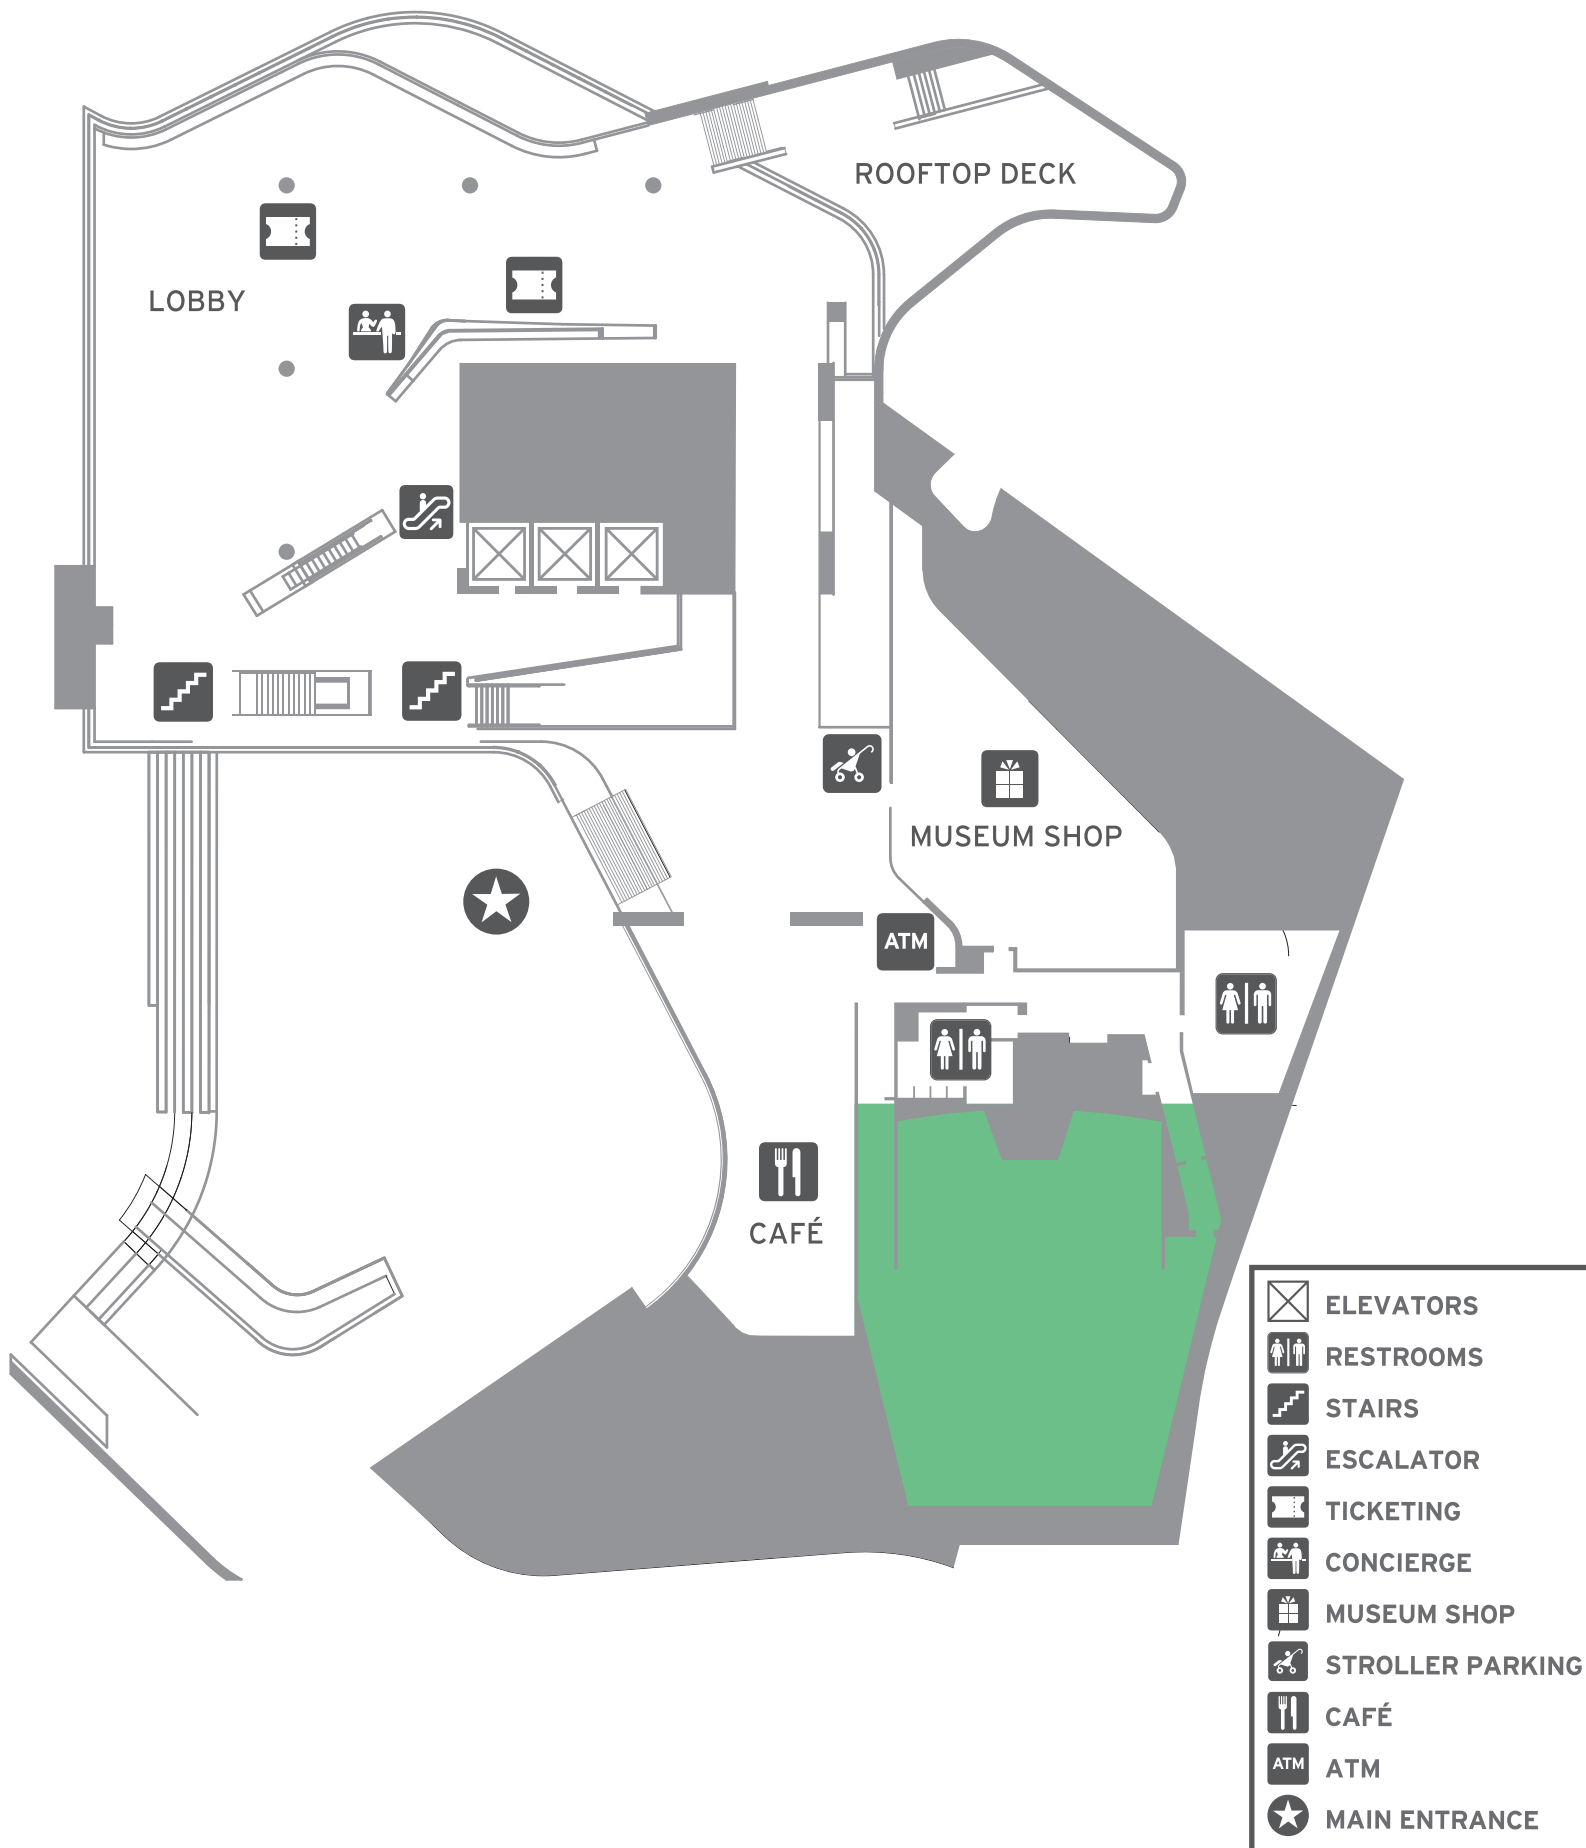 ROOFTOP DECK
LOBBY
MUSEUM SHOP
ATM
CAFÉ
ELEVATORS
RESTROOMS
STAIRS
ESCALATOR
TICKETING
CONCIERGE
MUSEUM SHOP
STROLLER PARKING
CAFÉ
ATM ATM
MAIN ENTRANCE